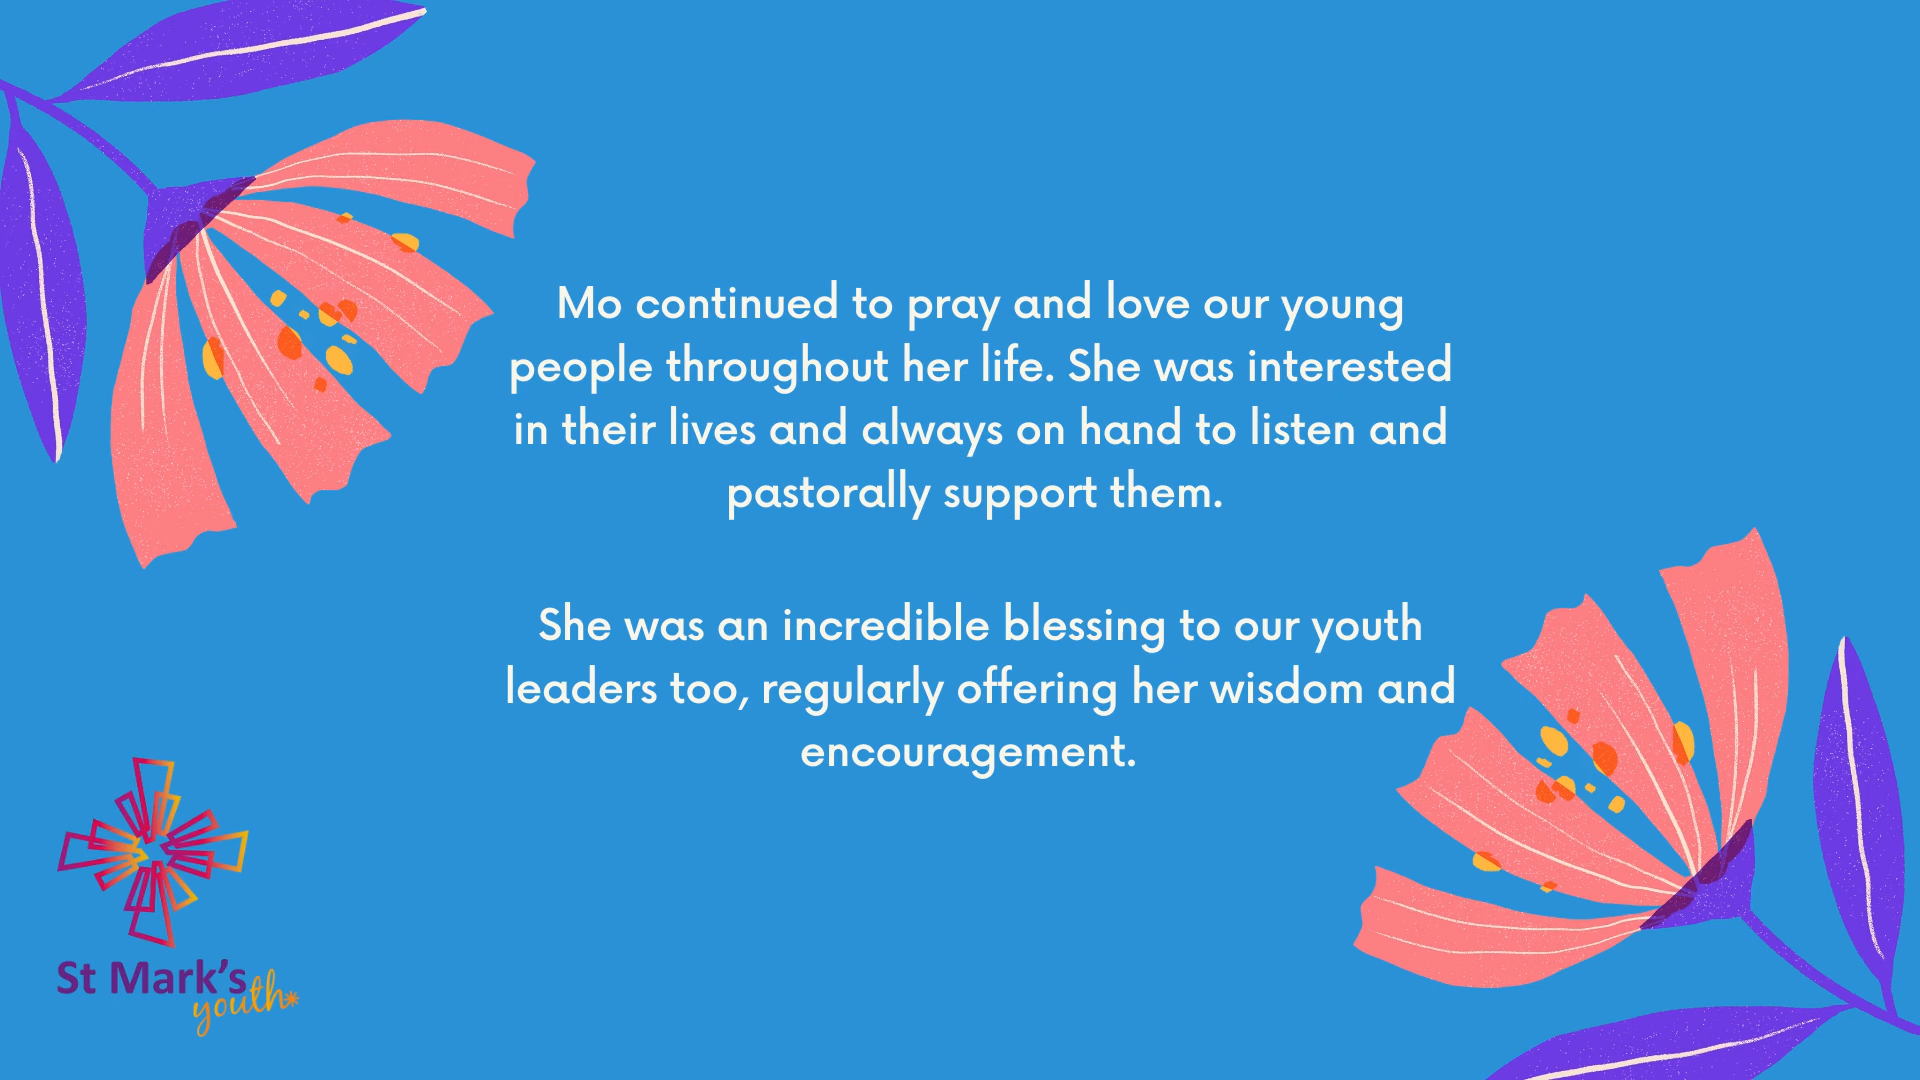 Mo continued to pray and love our young
people throughout her life. She was interested
in their lives and always on hand to listen and
pastorally support them.
She was an incredible blessing to our youth
leaders too, regularly offering her wisdom and
encouragement.
St Mark's
youth